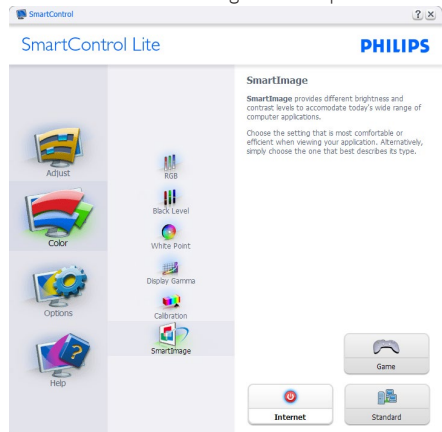 SmartControl
SmartControl Lite
PHILIPS
Adjust
Color
Options
Help
RGB
Black Level
White Point
Display Gamma
Calibration
SmartImage
SmartImage
SmartImage provides different brightness and
contrast levels to accomodate today's wide range of
computer applications.
Choose the setting that is most comfortable or
efficient when viewing your application. Alternatively,
simply choose the one that best describes its type.
Game
Internet
Standard